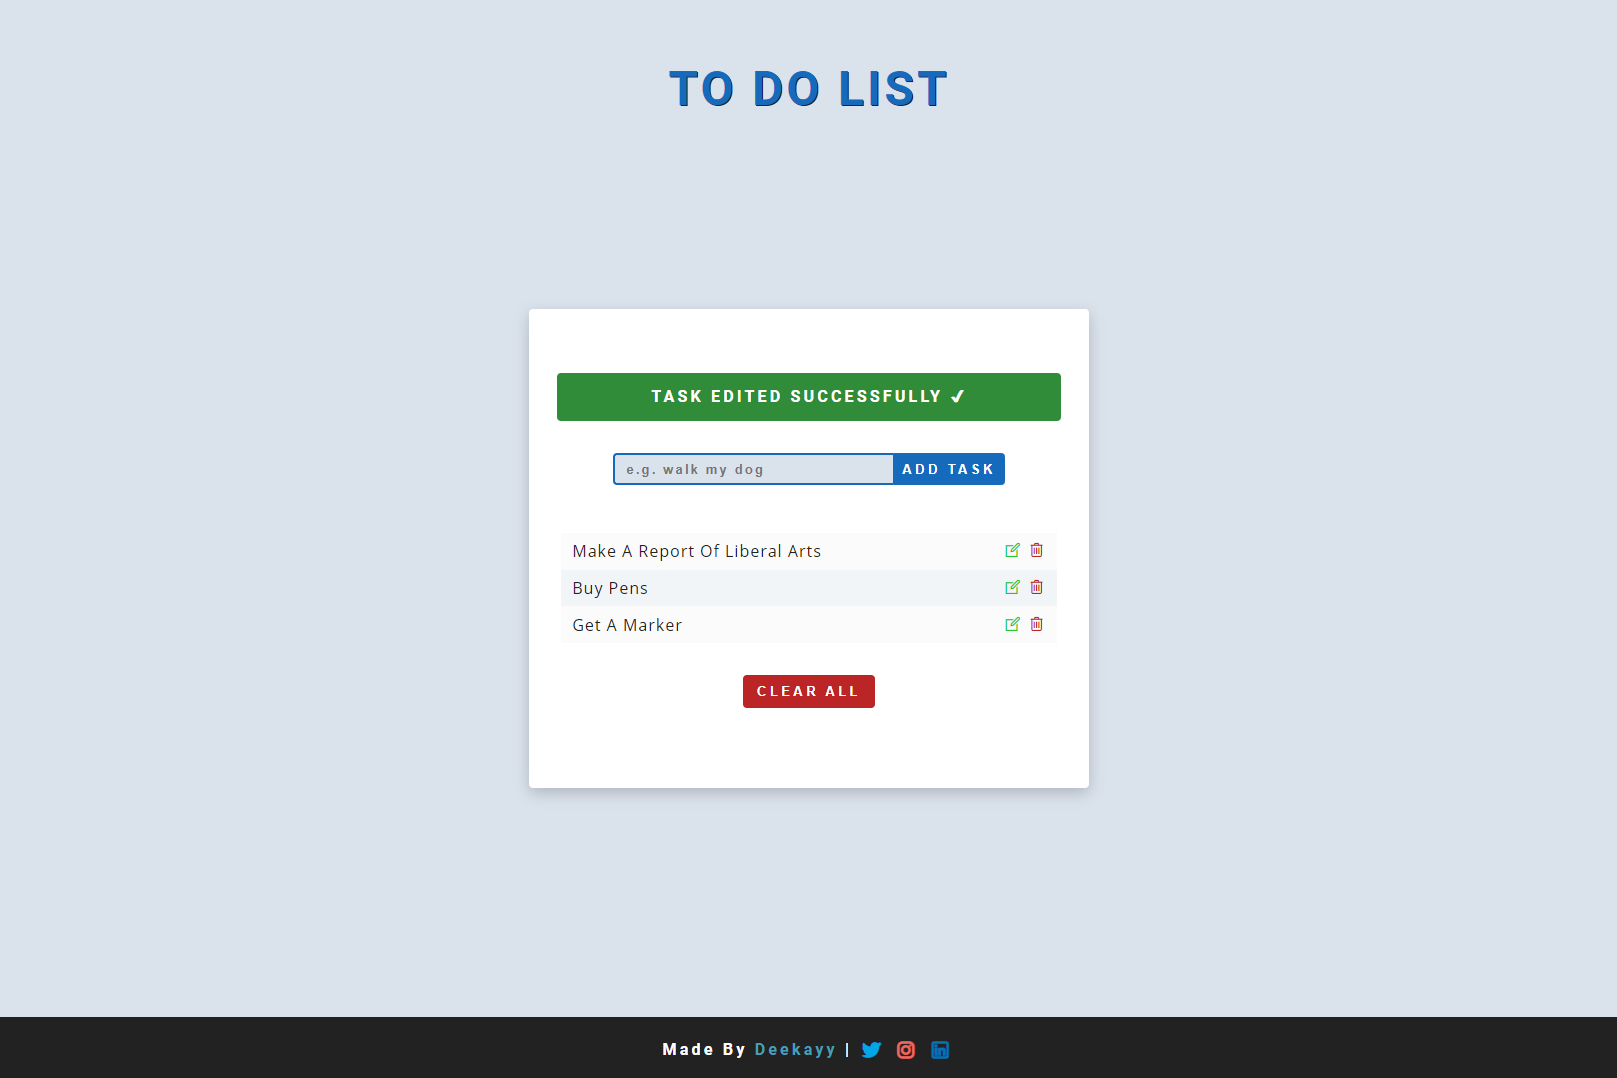 TO DO LIST
TASK EDITED SUCCESSFULLY ✔
e.g. walk my dog ADD TASK
Make A Report Of Liberal Arts
Buy Pens
Get A Marker
CLEAR ALL
Made By Deekayy |